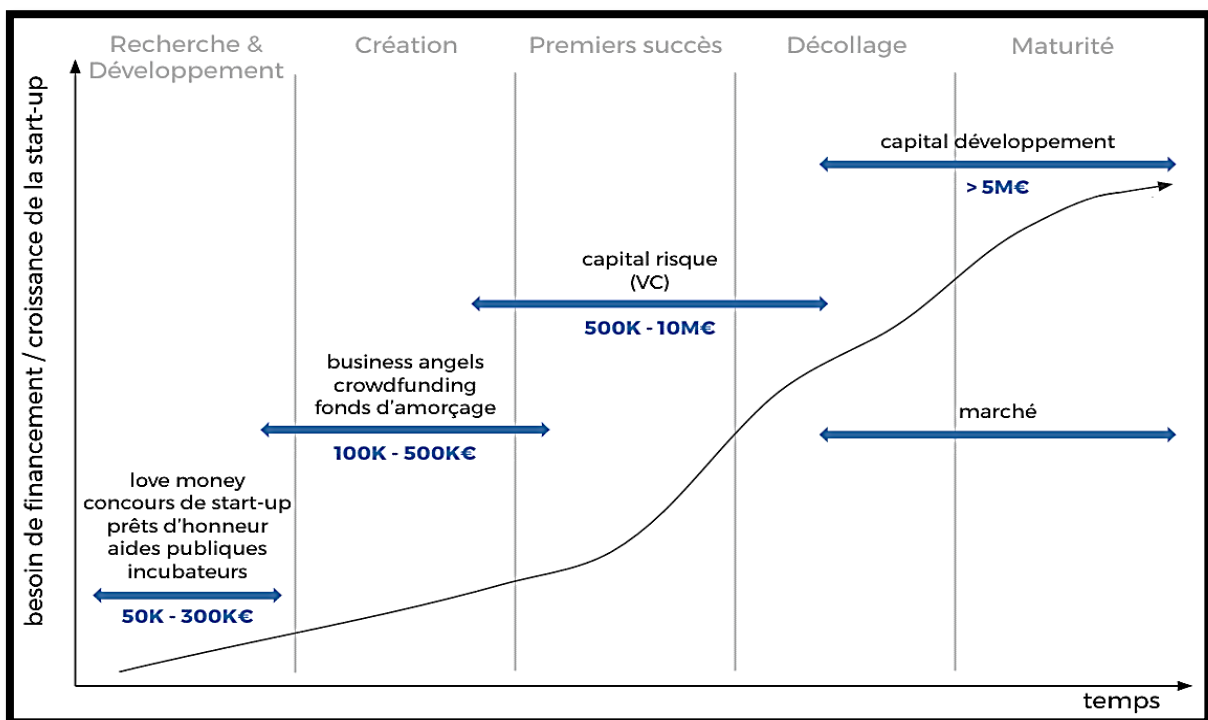 Recherche &
Développement
Création
Premiers succès
Décollage
Maturité
besoin de financement / croissance de la start-up
capital développement
> 5M€
capital risque
(VC)
500K - 10M€
business angels
crowdfunding
fonds d'amorçage
100K - 500K€
marché
love money
concours de start-up
prêts d'honneur
aides publiques
incubateurs
50K - 300K€
temps